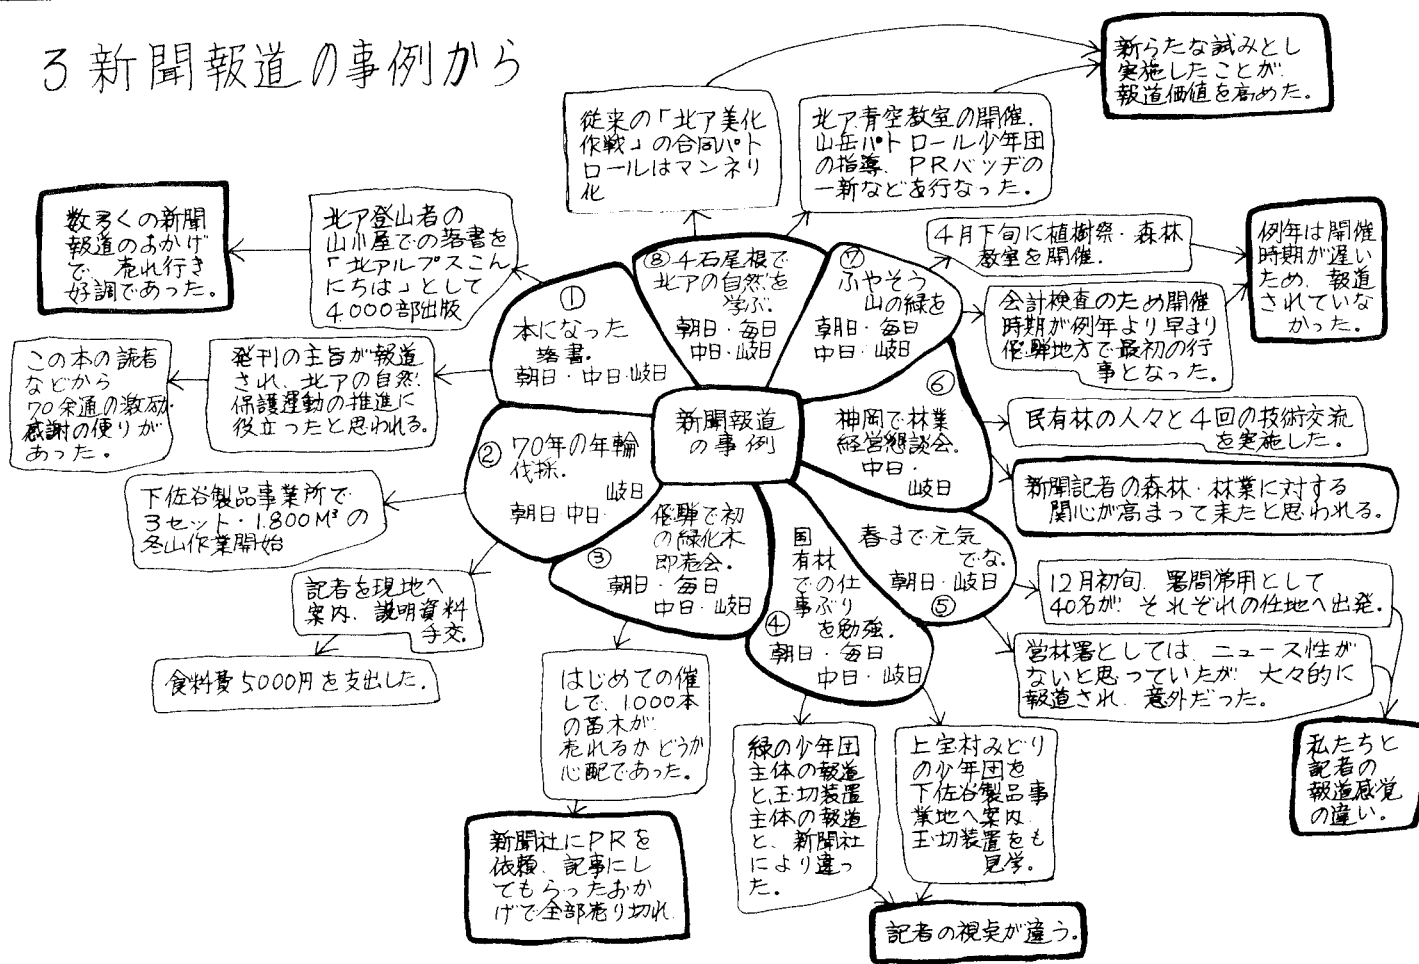 3 新聞報道の事例から
新聞報道
の事例
①
本になった
落書.
朝日・中日・岐日
北ア登山者の
山小屋での落書を
「北アルプスこん
にちは」として
4.000部出版
数多くの新聞
報道のおかげ
で、売れ行き
好調であった。
発刊の主旨が報道
され、北アの自然.
保護運動の推進に
役立ったと思われる.
この本の読者
などから
70余通の激励.
感謝の便りが
あった。
② 70年の年輪
伐採.
岐日
朝日・中日・
下佐谷製品事業所で
3セット・1.800M³の
冬山作業開始
記者を現地へ
案内、説明資料
手交。
食料費5000円を支出した.
飛騨で初
の緑化木
即売会.
③ 朝日・毎日
中日・岐日
はじめての催
しで、1000本
の苗木が、
売れるかどうか
心配であった。
新聞社にPRを
依頼、記事にし
てもらったおか
げで全部売り切れ
国
有林
での仕
事ぶり
④ を勉強.
朝日・毎日
中日・岐日
緑の少年団
主体の報道
と、玉切装置
主体の報道
と、新聞社
により違っ
た。
上宝村みどり
の少年団を
下佐谷製品事
業地へ案内.
玉切装置をも
見学。
記者の視点が違う.
春まで元気
でな.
朝日・岐日
⑤
12月初旬、署間常用として
40名が、それぞれの任地へ出発.
営林署としては、ニュース性が
ないと思っていたが、大々的に
報道され、意外だった。
私たちと
記者の
報道感覚
の違い.
⑥
神岡で林業
経営懇談会.
中日・
岐日
民有林の人々と4回の技術交流
を実施した.
新聞記者の森林・林業に対する
関心が高まって来たと思われる.
⑦
ふやそう
山の緑を
朝日・毎日
中日・岐日
4月下旬に植樹祭・森林
教室を開催.
会計検査のため開催
時期が例年より早まり
飛騨地方で最初の行
事となった。
例年は開催
時期が遅い
ため、報道
されていな
かった。
⑧ 4石尾根で
北アの自然を
学ぶ.
朝日・毎日
中日・岐日
従来の「北ア美化
作戦」の合同パト
ロールはマンネリ
化
北ア青空教室の開催.
山岳パトロール少年団
の指導、PRバッヂの
一新などを行なった。
新らたな試みとし
実施したことが、
報道価値を高めた。